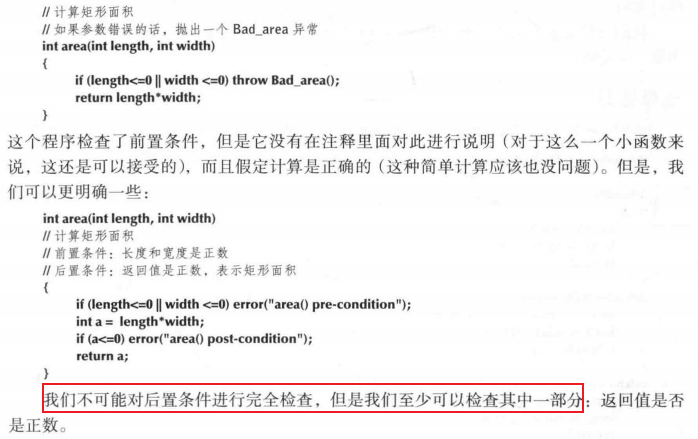 // 计算矩形面积
// 如果参数错误的话，抛出一个 Bad_area 异常
int area(int length, int width)
{
if (length<=0 || width <=0) throw Bad_area();
return length*width;
}
这个程序检查了前置条件，但是它没有在注释里面对此进行说明（对于这么一个小函数来
说，这还是可以接受的），而且假定计算是正确的（这种简单计算应该也没问题）。但是，我
们可以更明确一些：
int area(int length, int width)
// 计算矩形面积
// 前置条件：长度和宽度是正数
// 后置条件：返回值是正数，表示矩形面积
{
if (length<=0 || width <=0) error("area() pre-condition");
int a = length*width;
if (a<=0) error("area() post-condition");
return a;
}
我们不可能对后置条件进行完全检查，但是我们至少可以检查其中一部分：返回值是否
是正数。